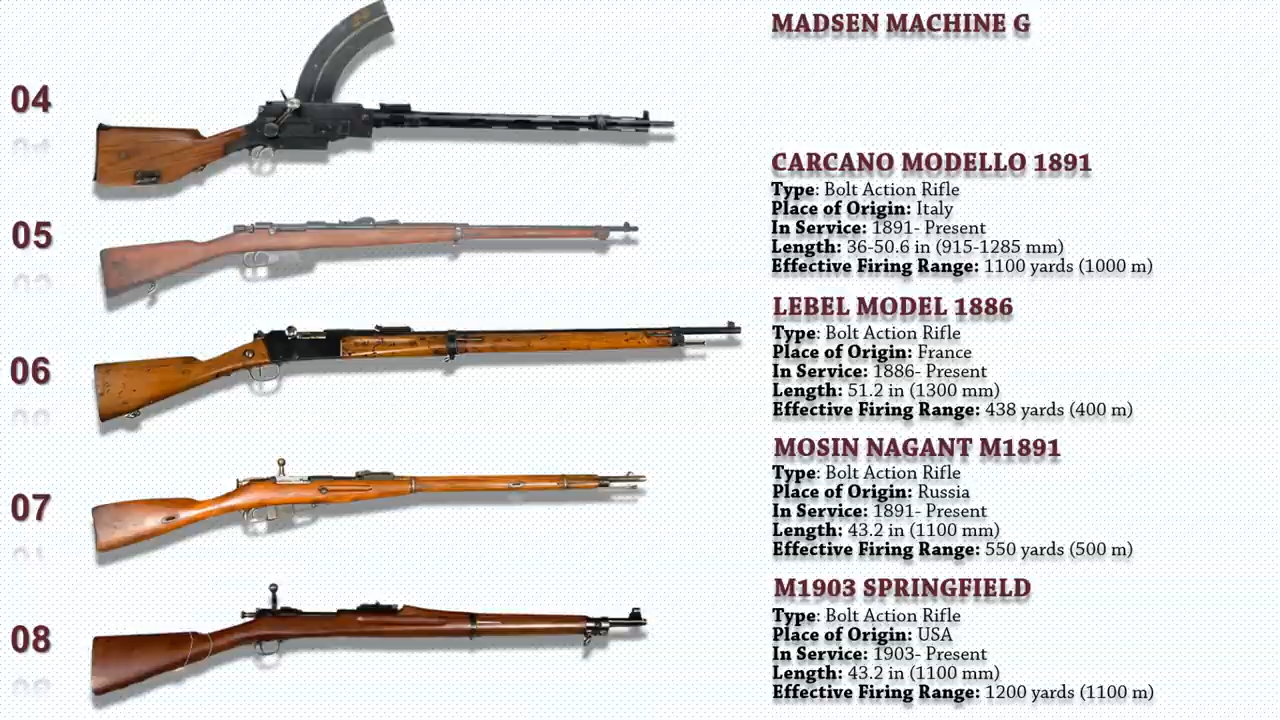 04
MADSEN MACHINE G
05
CARCANO MODELLO 1891
Type: Bolt Action Rifle
Place of Origin: Italy
In Service: 1891- Present
Length: 36-50.6 in (915-1285 mm)
Effective Firing Range: 1100 yards (1000 m)
06
LEBEL MODEL 1886
Type: Bolt Action Rifle
Place of Origin: France
In Service: 1886- Present
Length: 51.2 in (1300 mm)
Effective Firing Range: 438 yards (400 m)
07
MOSIN NAGANT M1891
Type: Bolt Action Rifle
Place of Origin: Russia
In Service: 1891- Present
Length: 43.2 in (1100 mm)
Effective Firing Range: 550 yards (500 m)
08
M1903 SPRINGFIELD
Type: Bolt Action Rifle
Place of Origin: USA
In Service: 1903- Present
Length: 43.2 in (1100 mm)
Effective Firing Range: 1200 yards (1100 m)